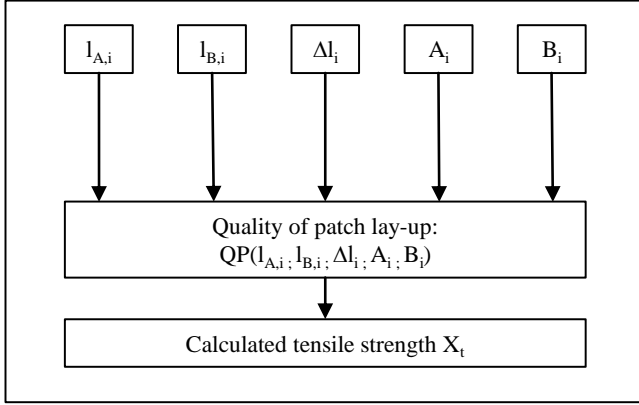 l_A,i l_B,i Δl_i A_i B_i
Quality of patch lay-up:
QP(l_A,i ; l_B,i ; Δl_i ; A_i ; B_i)
Calculated tensile strength X_t